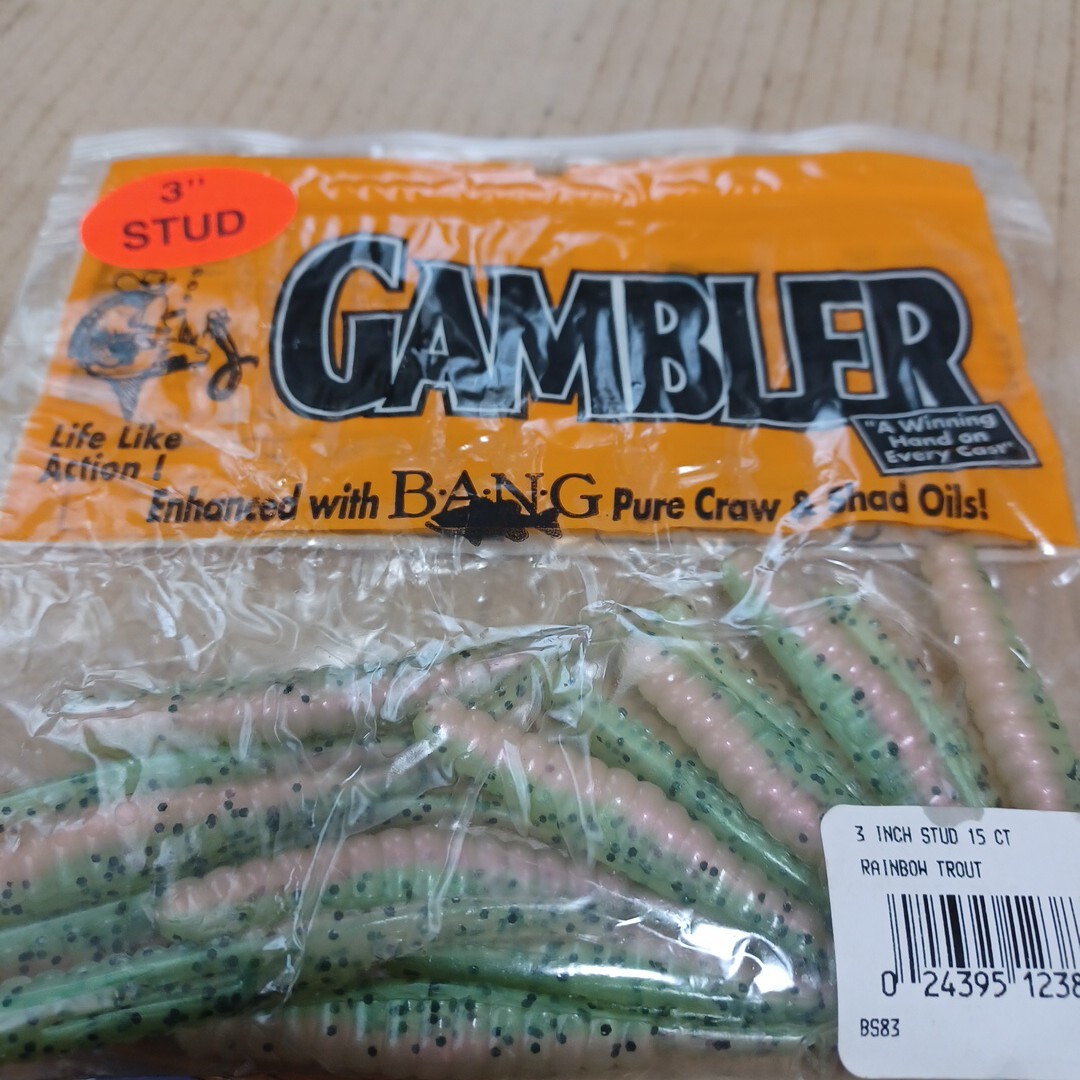 3"
STUD
GAMBLER
"A Winning
Hand on
Every Cast"
Life Like
Action !
Enhanced with B·A·N·G Pure Craw & Shad Oils!
3 INCH STUD 15 CT
RAINBOW TROUT
0 24395 1238
BS83